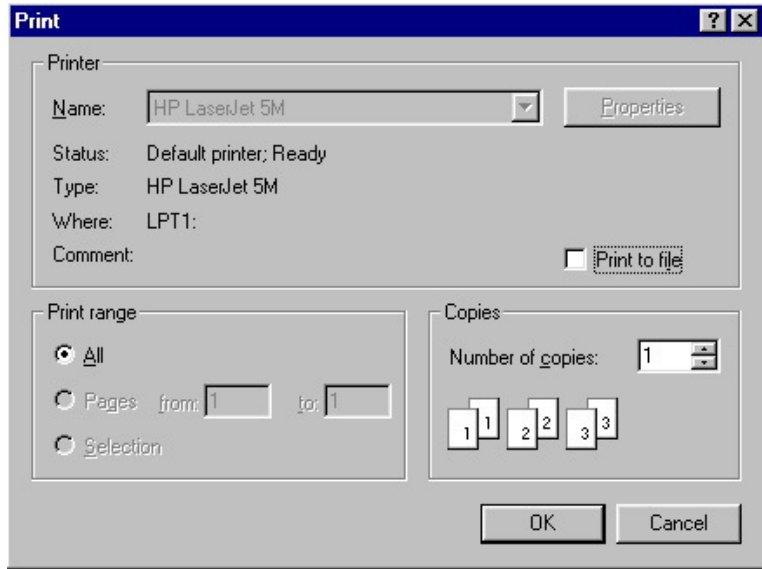 Print
Printer
Name: HP LaserJet 5M Properties
Status: Default printer; Ready
Type: HP LaserJet 5M
Where: LPT1:
Comment: Print to file
Print range
All
Pages from: 1 to: 1
Selection
Copies
Number of copies: 1
1 1 2 2 3 3
OK Cancel